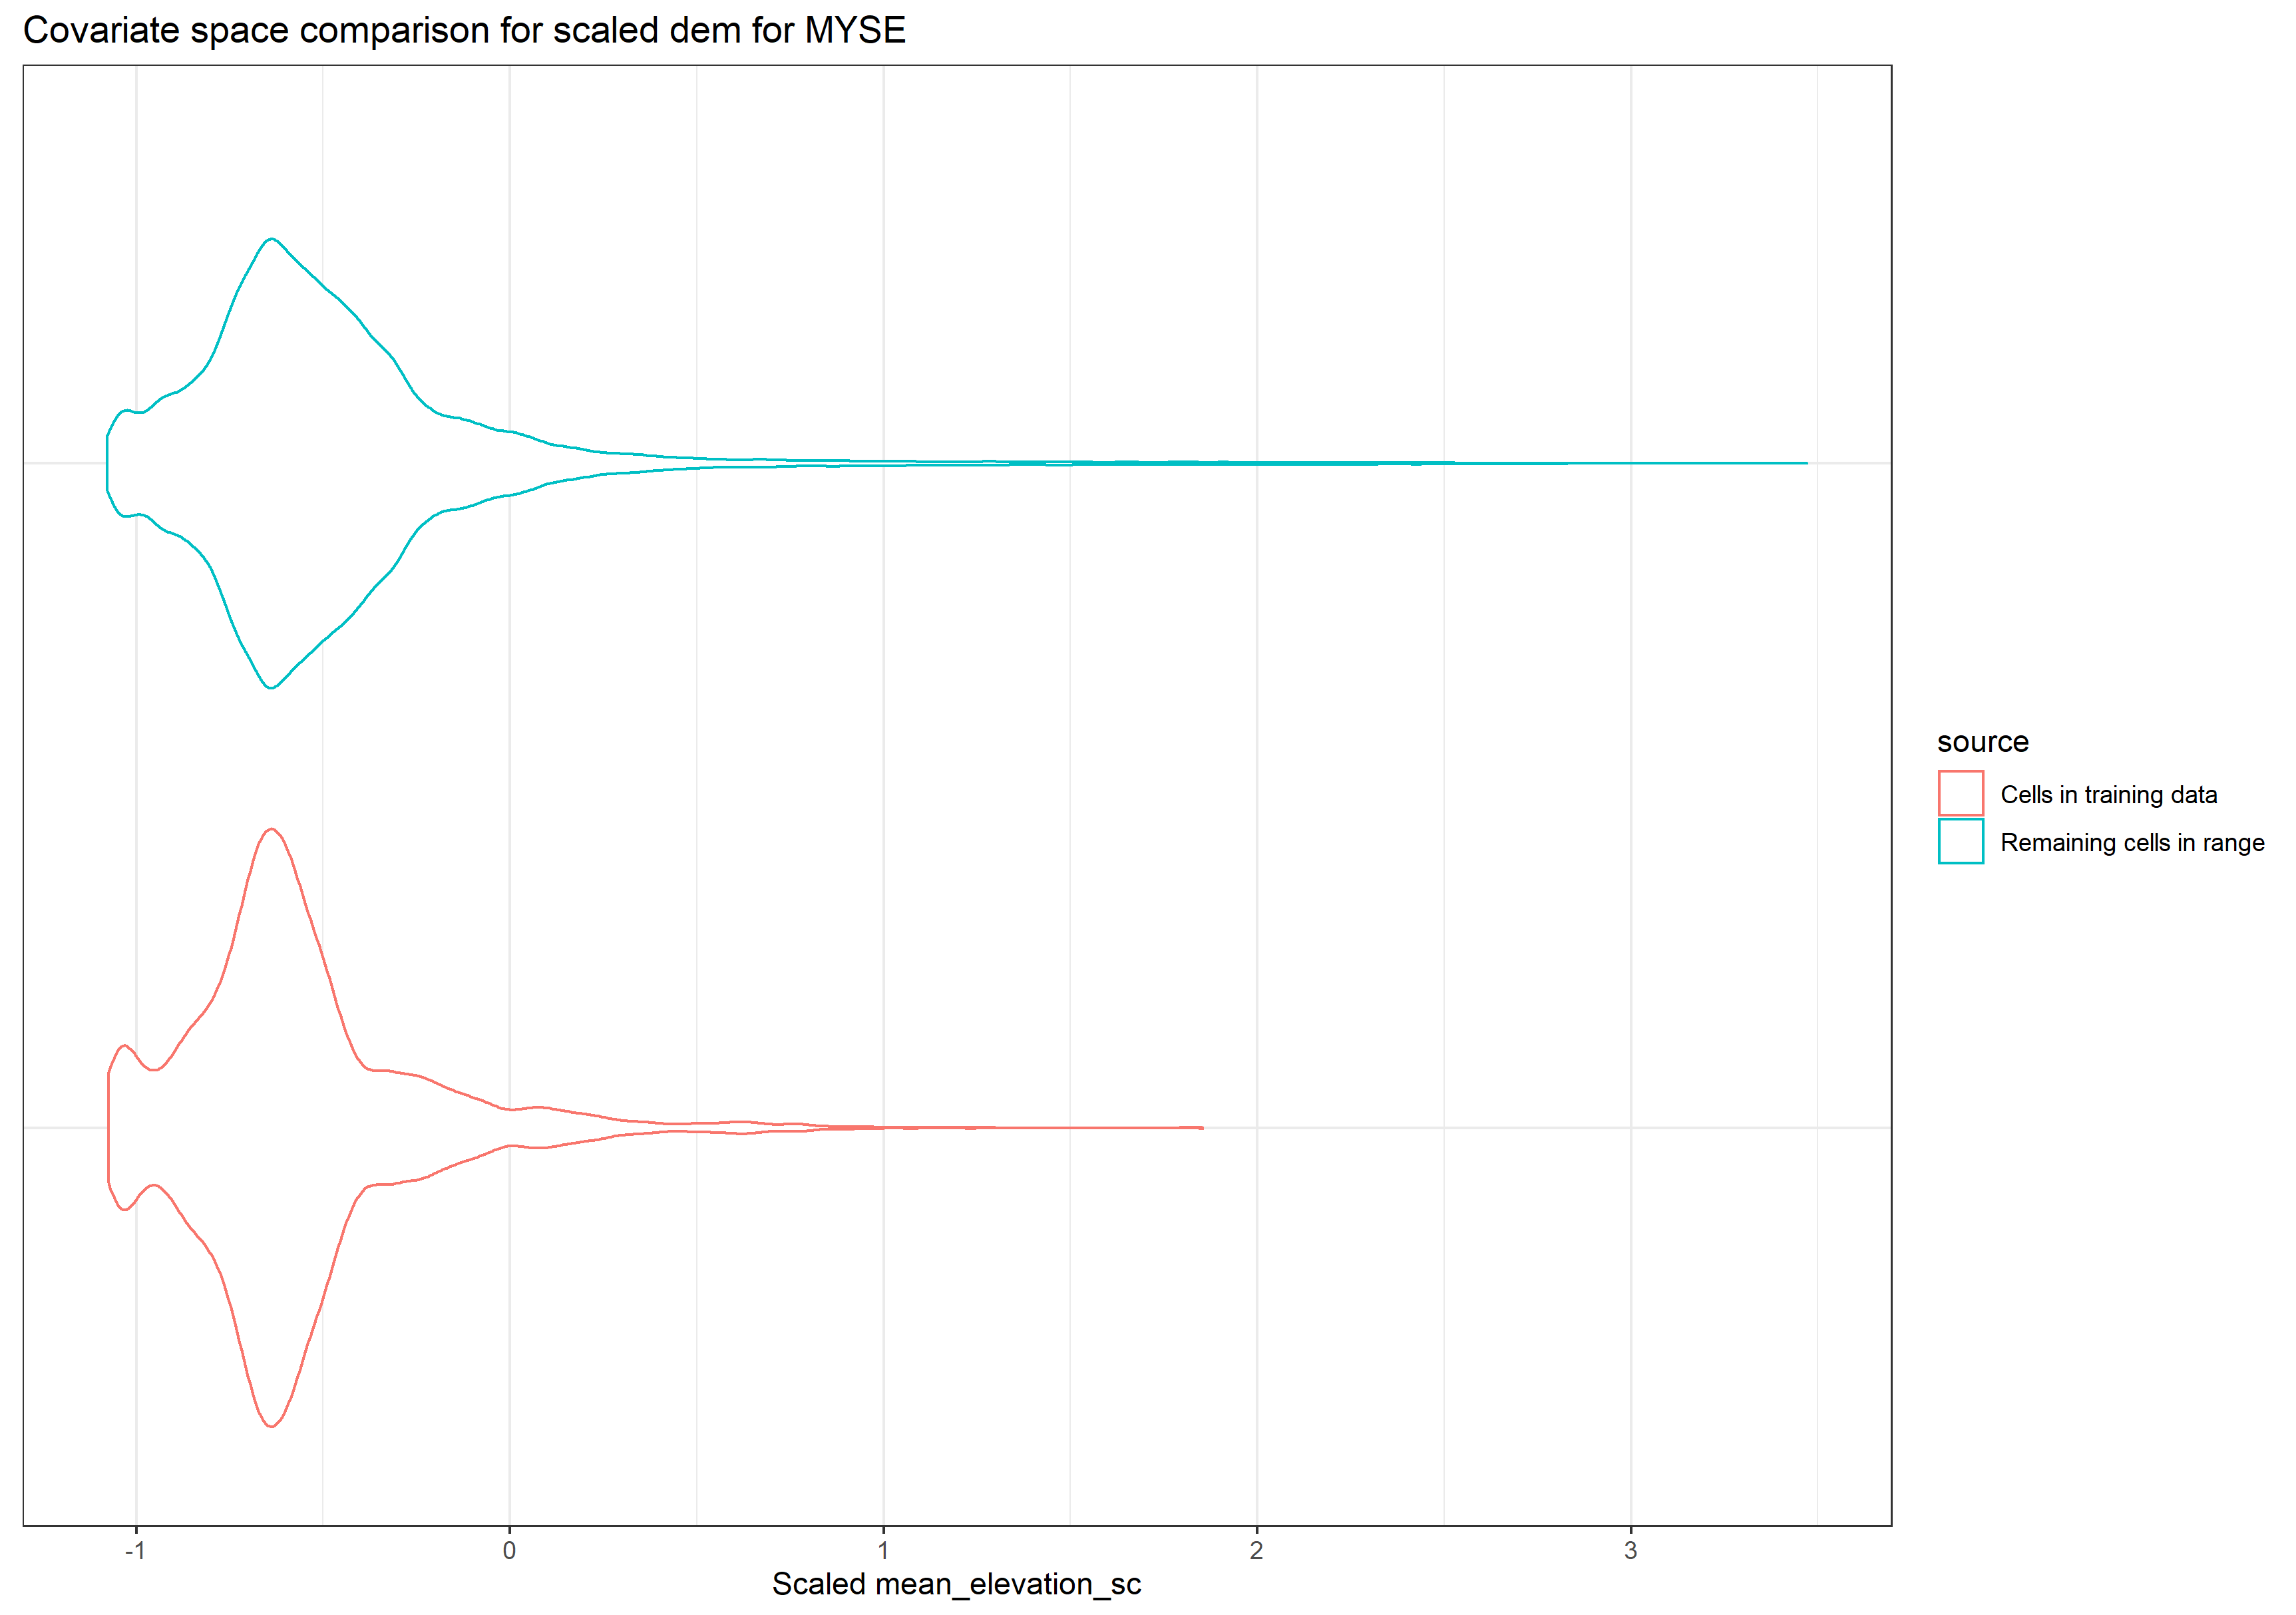 Covariate space comparison for scaled dem for MYSE
source
Cells in training data
Remaining cells in range
-1 0 1 2 3
Scaled mean_elevation_sc